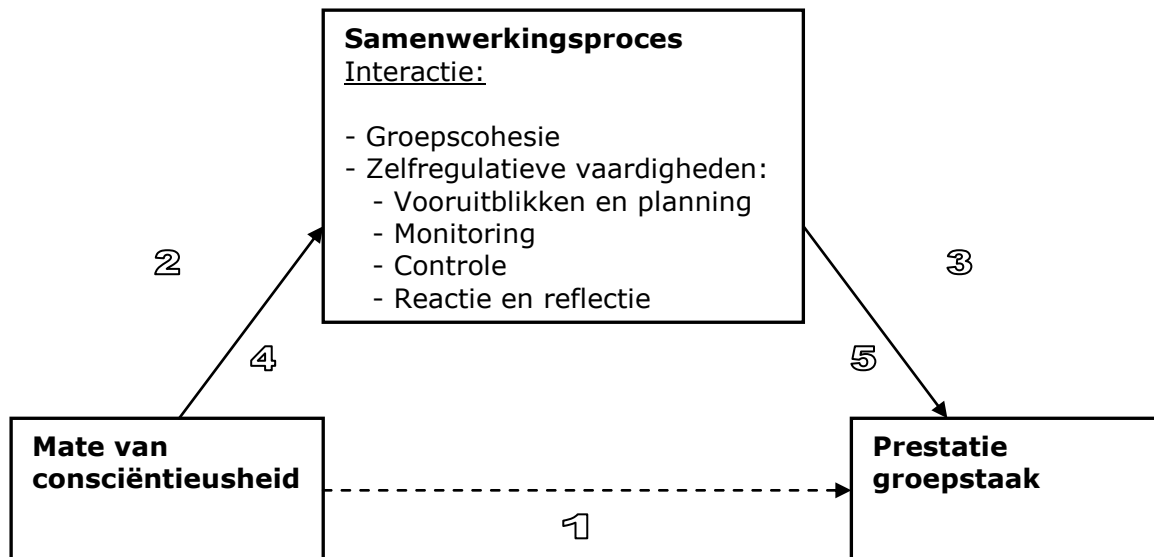 Samenwerkingsproces
Interactie:
- Groepscohesie
- Zelfregulatieve vaardigheden:
- Vooruitblikken en planning
- Monitoring
- Controle
- Reactie en reflectie
2
3
4
5
Mate van
consciëntieusheid
Prestatie
groepstaak
1